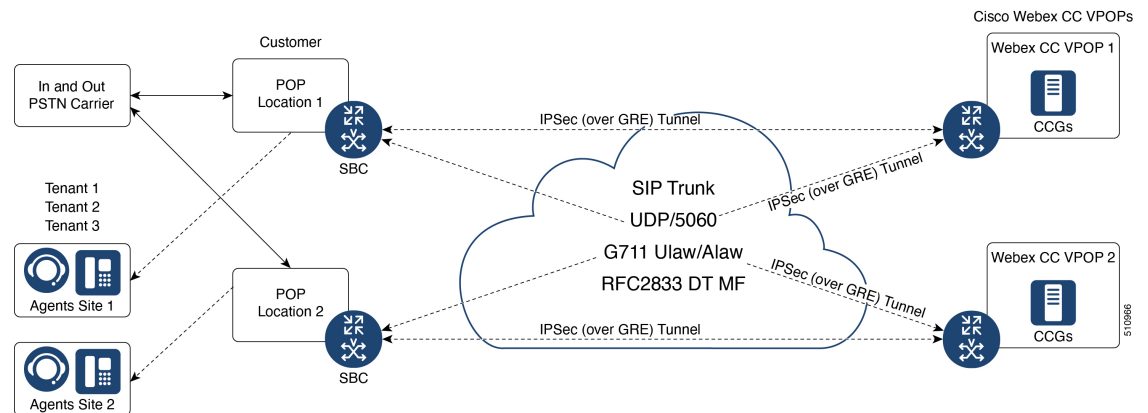 Cisco Webex CC VPOPs
Customer
In and Out
PSTN Carrier
POP
Location 1
SBC
IPSec (over GRE) Tunnel
Webex CC VPOP 1
CCGs
IPSec (over GRE) Tunnel
SIP Trunk
UDP/5060
G711 Ulaw/Alaw
RFC2833 DT MF
Tenant 1
Tenant 2
Tenant 3
Agents Site 1
POP
Location 2
SBC
IPSec (over GRE) Tunnel
IPSec (over GRE) Tunnel
Webex CC VPOP 2
CCGs
510966
Agents Site 2